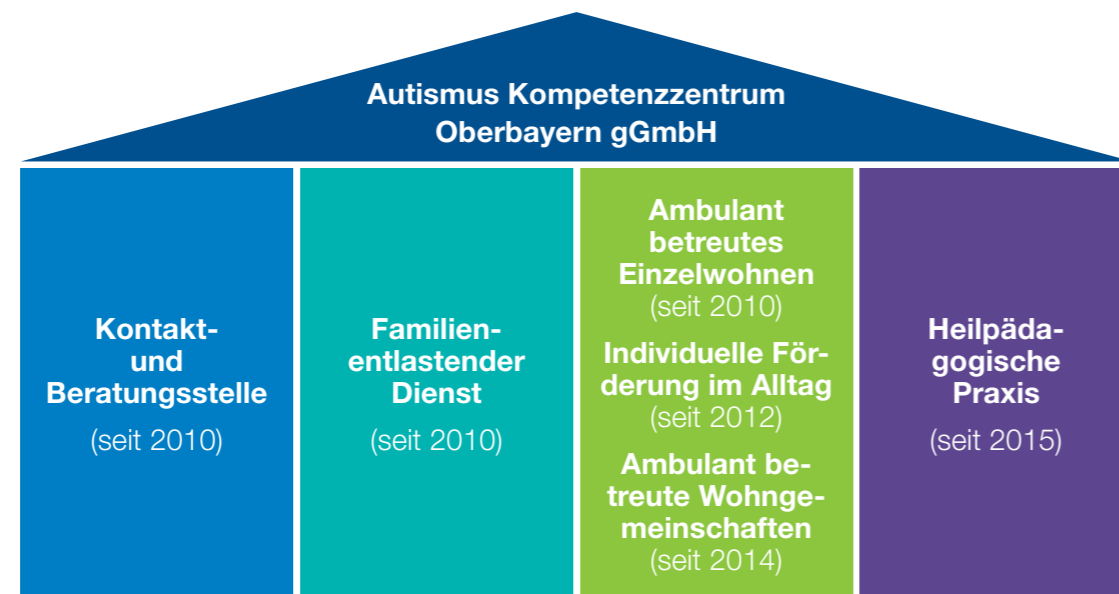 Autismus Kompetenzzentrum
Oberbayern gGmbH
Kontakt-
und
Beratungsstelle
(seit 2010)
Familien-
entlastender
Dienst
(seit 2010)
Ambulant
betreutes
Einzelwohnen
(seit 2010)
Individuelle För-
derung im Alltag
(seit 2012)
Ambulant be-
treute Wohnge-
meinschaften
(seit 2014)
Heilpäda-
gogische
Praxis
(seit 2015)